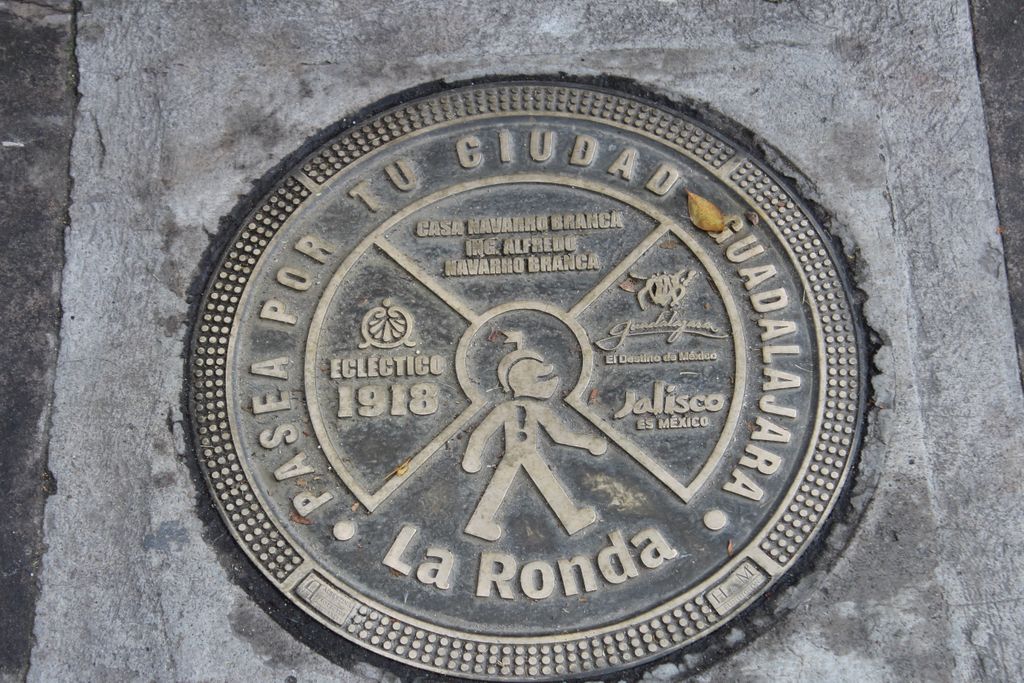 PASEA POR TU CIUDAD GUADALAJARA
CASA NAVARRO BRANCA
ING. ALFREDO
NAVARRO BRANCA
ECLÉCTICO
1918
guadalajara
El Destino de México
Jalisco
ES MÉXICO
La Ronda